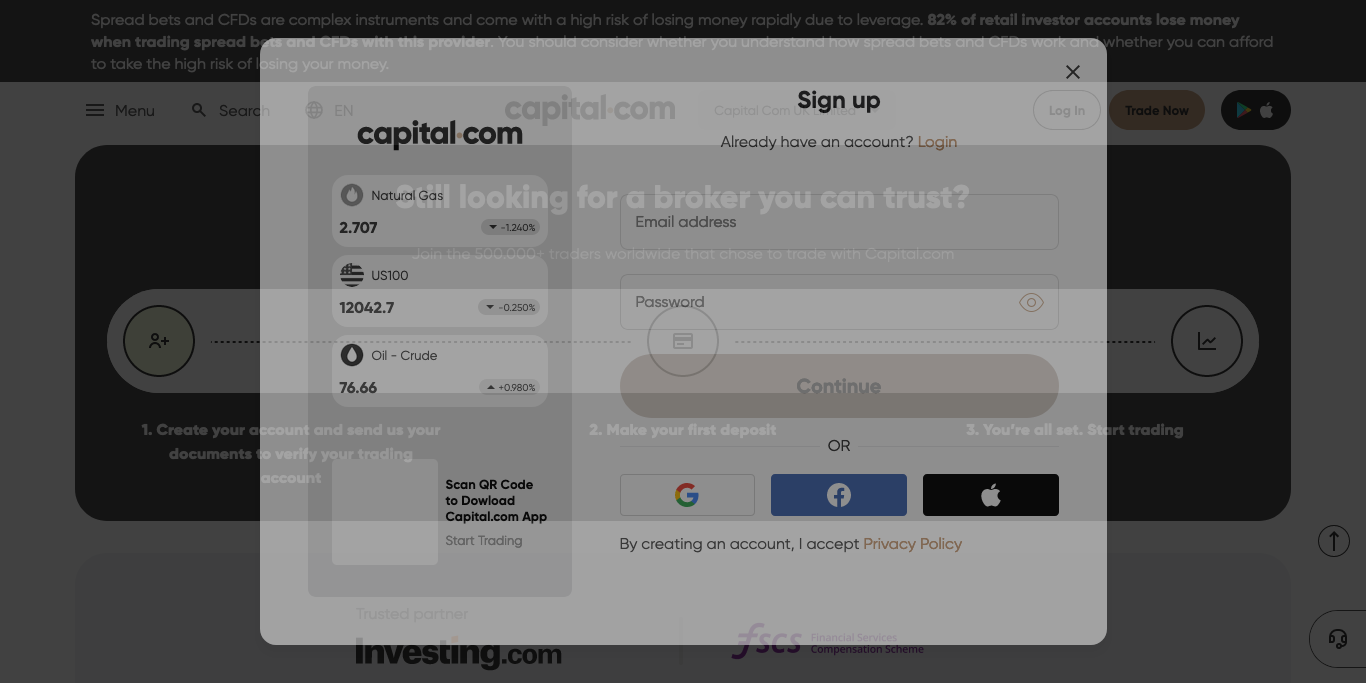 Spread bets and CFDs are complex instruments and come with a high risk of losing money rapidly due to leverage. 82% of retail investor accounts lose money
when trading spread bets and CFDs with this provider. You should consider whether you understand how spread bets and CFDs work and whether you can afford
to take the high risk of losing your money.
Menu
Search
EN
capital.com
Capital Com UK Limited
Log In
Trade Now
Still looking for a broker you can trust?
Join the 500.000+ traders worldwide that chose to trade with Capital.com
1. Create your account and send us your
documents to verify your trading
account
2. Make your first deposit
3. You're all set. Start trading
Trusted partner
Investing.com
fscs
Financial Services
Compensation Scheme
capital.com
Natural Gas
2.707
-1.240%
US100
12042.7
-0.250%
Oil - Crude
76.66
+0.980%
Scan QR Code
to Dowload
Capital.com App
Start Trading
Sign up
Already have an account? Login
Email address
Password
Continue
OR
By creating an account, I accept Privacy Policy